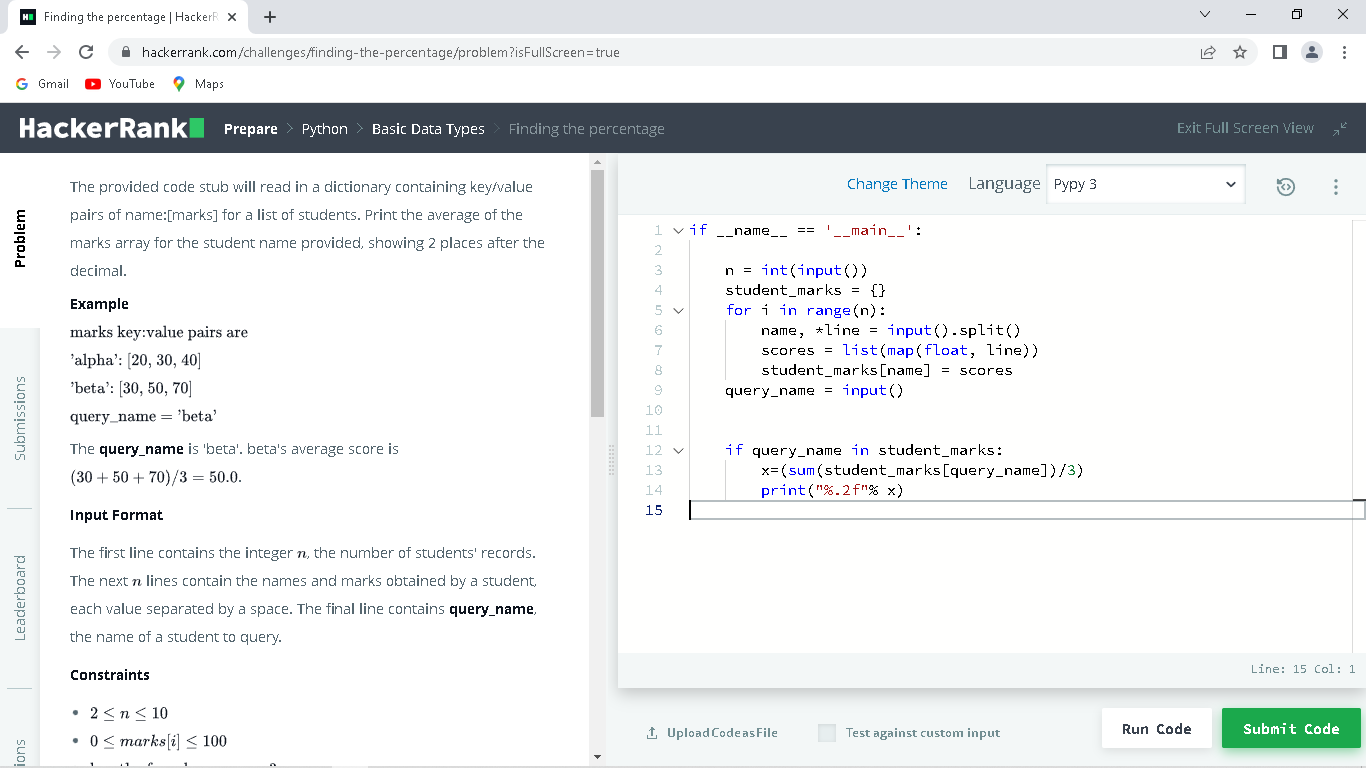 Finding the percentage | HackerR
hackerrank.com/challenges/finding-the-percentage/problem?isFullScreen=true
Gmail YouTube Maps
HackerRank Prepare > Python > Basic Data Types > Finding the percentage Exit Full Screen View
Problem
Submissions
Leaderboard
The provided code stub will read in a dictionary containing key/value
pairs of name:[marks] for a list of students. Print the average of the
marks array for the student name provided, showing 2 places after the
decimal.
Example
marks key:value pairs are
'alpha': [20, 30, 40]
'beta': [30, 50, 70]
query_name = 'beta'
The query_name is 'beta'. beta's average score is
(30 + 50 + 70)/3 = 50.0.
Input Format
The first line contains the integer n, the number of students' records.
The next n lines contain the names and marks obtained by a student,
each value separated by a space. The final line contains query_name,
the name of a student to query.
Constraints
• 2 ≤ n ≤ 10
• 0 ≤ marks[i] ≤ 100
Change Theme Language Pypy 3
1 if __name__ == '__main__':
2
3 n = int(input())
4 student_marks = {}
5 for i in range(n):
6 name, *line = input().split()
7 scores = list(map(float, line))
8 student_marks[name] = scores
9 query_name = input()
10
11
12 if query_name in student_marks:
13 x=(sum(student_marks[query_name])/3)
14 print("%.2f"% x)
15
Line: 15 Col: 1
Upload Code as File Test against custom input Run Code Submit Code